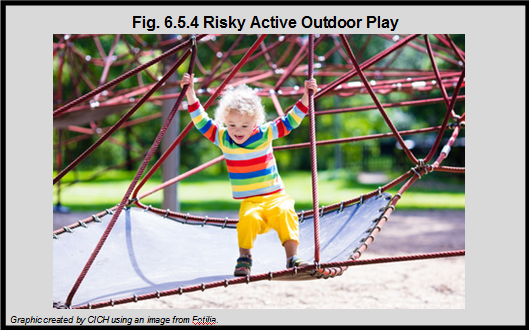 Fig. 6.5.4 Risky Active Outdoor Play
Graphic created by CICH using an image from Fotilia.